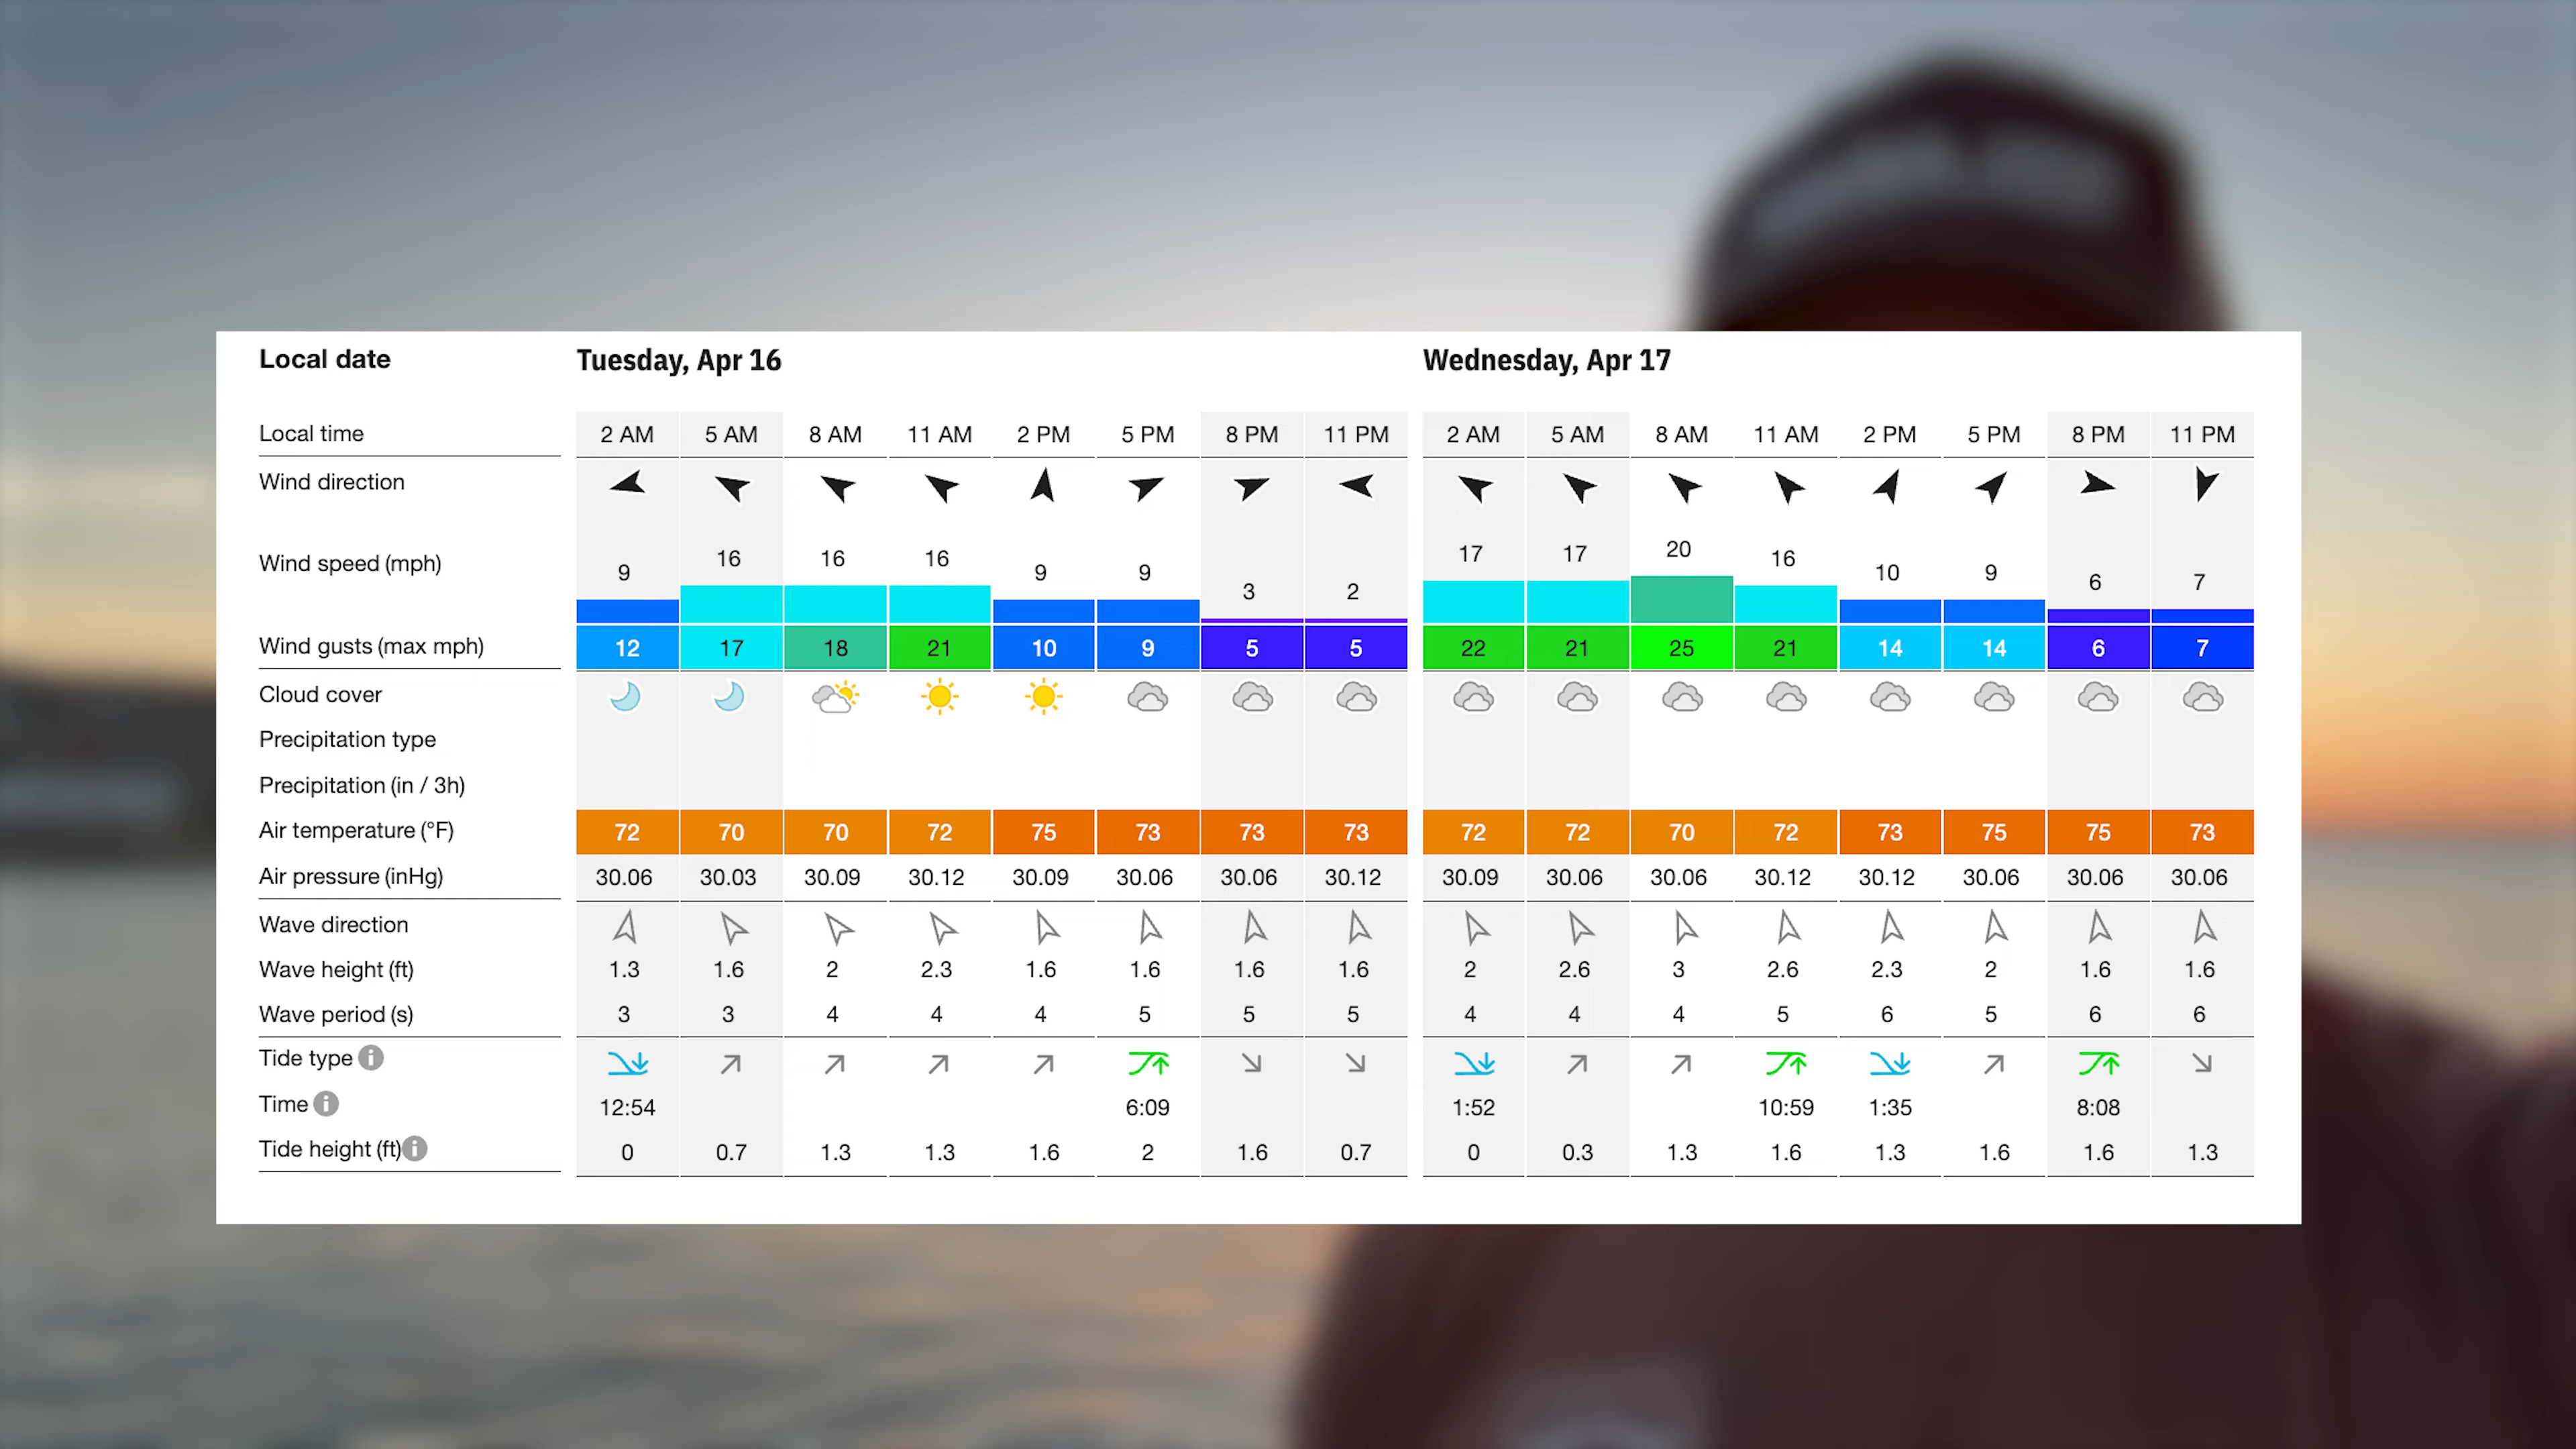 Local date Tuesday, Apr 16 Wednesday, Apr 17
Local time 2 AM 5 AM 8 AM 11 AM 2 PM 5 PM 8 PM 11 PM 2 AM 5 AM 8 AM 11 AM 2 PM 5 PM 8 PM 11 PM
Wind direction
Wind speed (mph) 9 16 16 16 9 9 3 2 17 17 20 16 10 9 6 7
Wind gusts (max mph) 12 17 18 21 10 9 5 5 22 21 25 21 14 14 6 7
Cloud cover
Precipitation type
Precipitation (in / 3h)
Air temperature (°F) 72 70 70 72 75 73 73 73 72 72 70 72 73 75 75 73
Air pressure (inHg) 30.06 30.03 30.09 30.12 30.09 30.06 30.06 30.12 30.09 30.06 30.06 30.12 30.12 30.06 30.06 30.06
Wave direction
Wave height (ft) 1.3 1.6 2 2.3 1.6 1.6 1.6 1.6 2 2.6 3 2.6 2.3 2 1.6 1.6
Wave period (s) 3 3 4 4 4 5 5 5 4 4 4 5 6 5 6 6
Tide type i
Time i 12:54 6:09 1:52 10:59 1:35 8:08
Tide height (ft) i 0 0.7 1.3 1.3 1.6 2 1.6 0.7 0 0.3 1.3 1.6 1.3 1.6 1.6 1.3